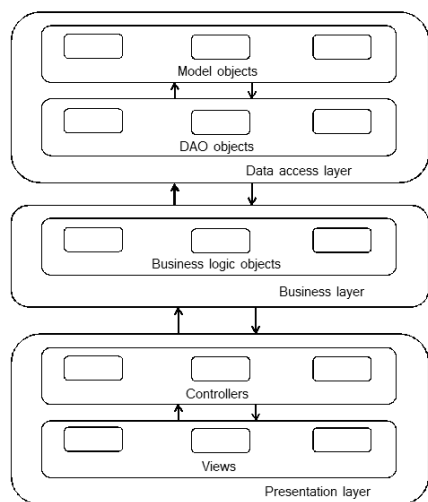 Model objects
DAO objects
Data access layer
Business logic objects
Business layer
Controllers
Views
Presentation layer